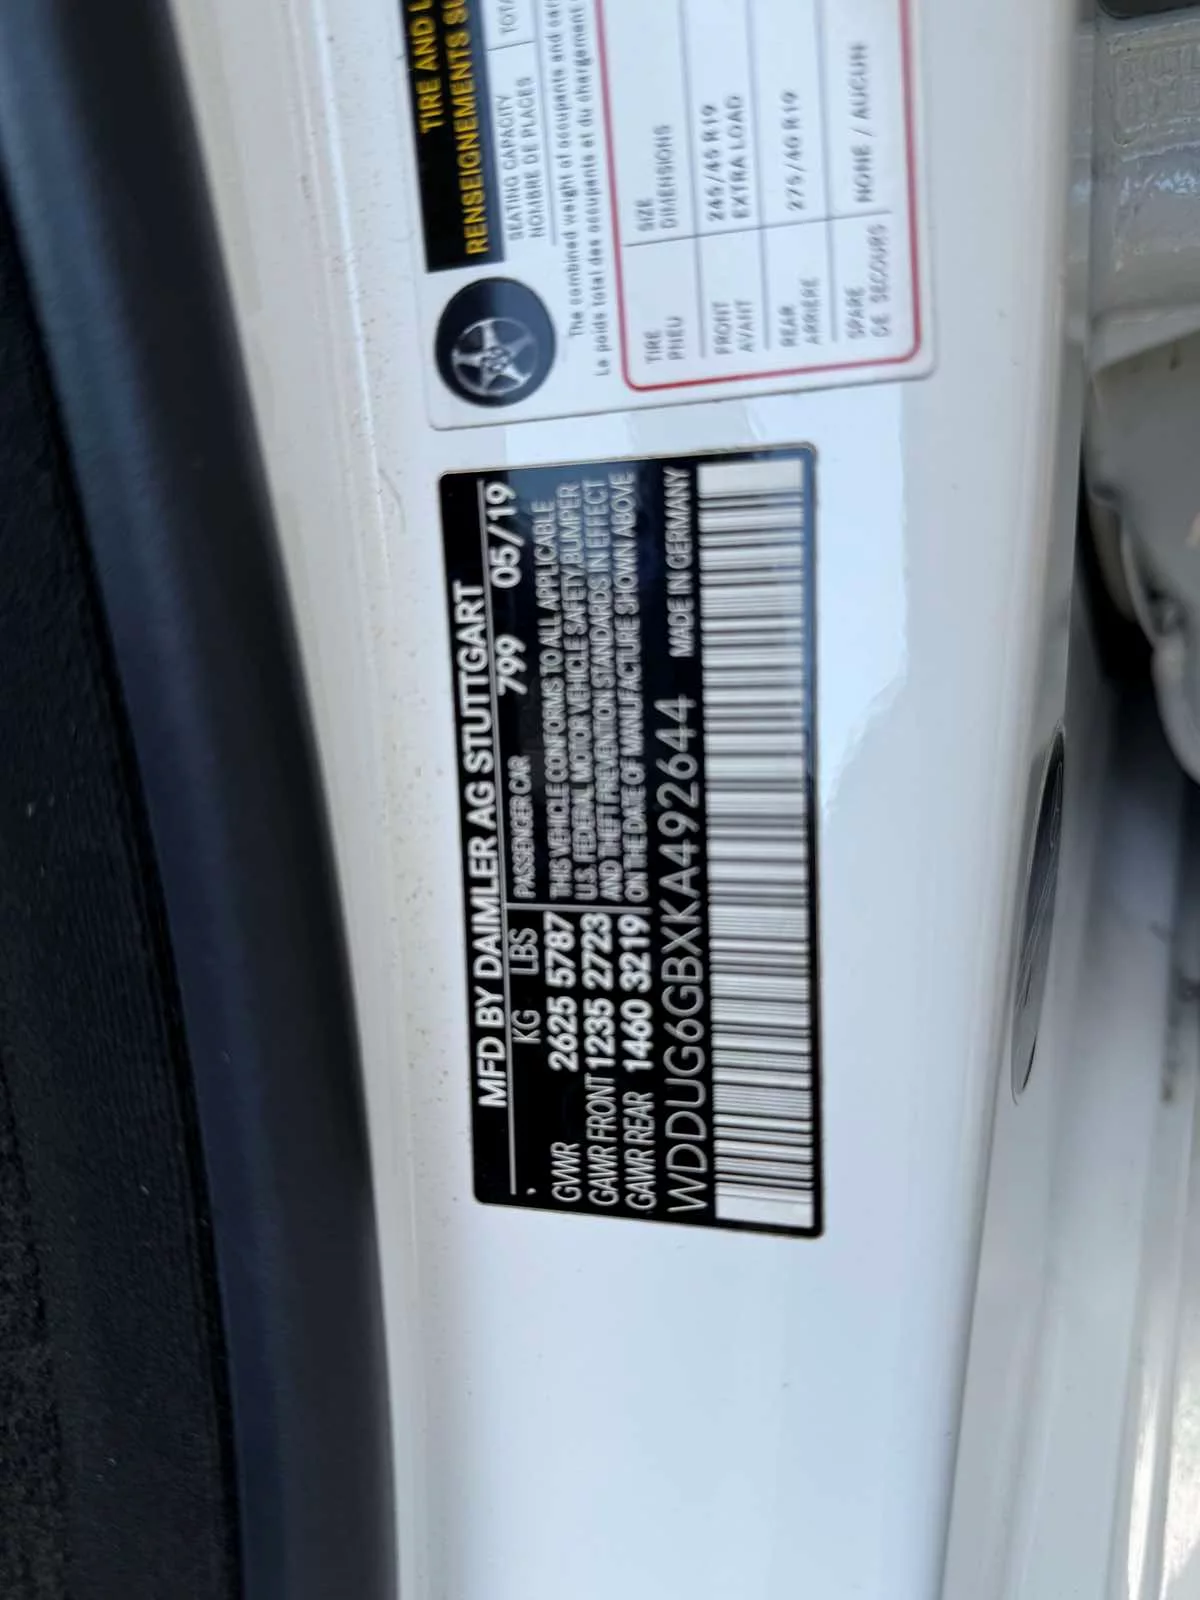 TIRE AND L
RENSEIGNEMENTS SU
SEATING CAPACITY
NOMBRE DE PLACES
TOTA
The combined weight of occupants and
Le poids total des occupants et du chargement
TIRE SIZE
PNEU DIMENSIONS
FRONT 245/45 R19
AVANT EXTRA LOAD
REAR 275/40 R19
ARRIERE
SPARE NONE / AUCUN
DE SECOURS
MFD BY DAIMLER AG STUTTGART
KG LBS PASSENGER CAR 799 05/19
GVWR 2625 5787 THIS VEHICLE CONFORMS TO ALL APPLICABLE
GAWR FRONT 1235 2723 U.S. FEDERAL MOTOR VEHICLE SAFETY, BUMPER
AND THEFT PREVENTION STANDARDS IN EFFECT
GAWR REAR 1460 3219 ON THE DATE OF MANUFACTURE SHOWN ABOVE
WDDUG6GBXKA492644 MADE IN GERMANY